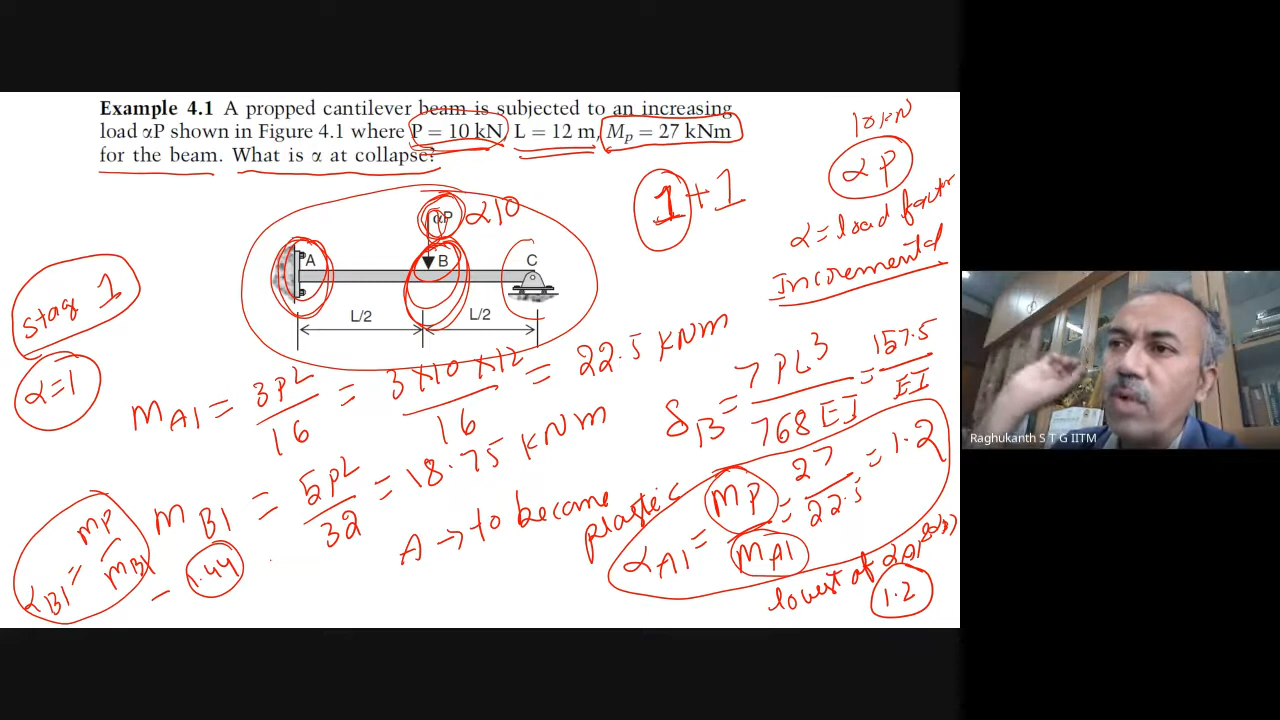 Example 4.1 A propped cantilever beam is subjected to an increasing
load αP shown in Figure 4.1 where P = 10 kN, L = 12 m, Mp = 27 kNm
for the beam. What is α at collapse?
10 kN
αP
α = load factor
Incremental
1+1
αP α10
A B C
L/2 L/2
Stag 1
α=1
MA1 = 3PL/16 = 3×10×12/16 = 22.5 KNM
δB = 7PL3/768EI = 157.5/EI
MB1 = 5PL/32 = 18.75 KNM
A → to became plastic
αA1 = MP/MA1 = 27/22.5 = 1.2
αB1 = MP/MB1 = 1.44
lowest of αA1
1.2
Raghukanth S T G IITM